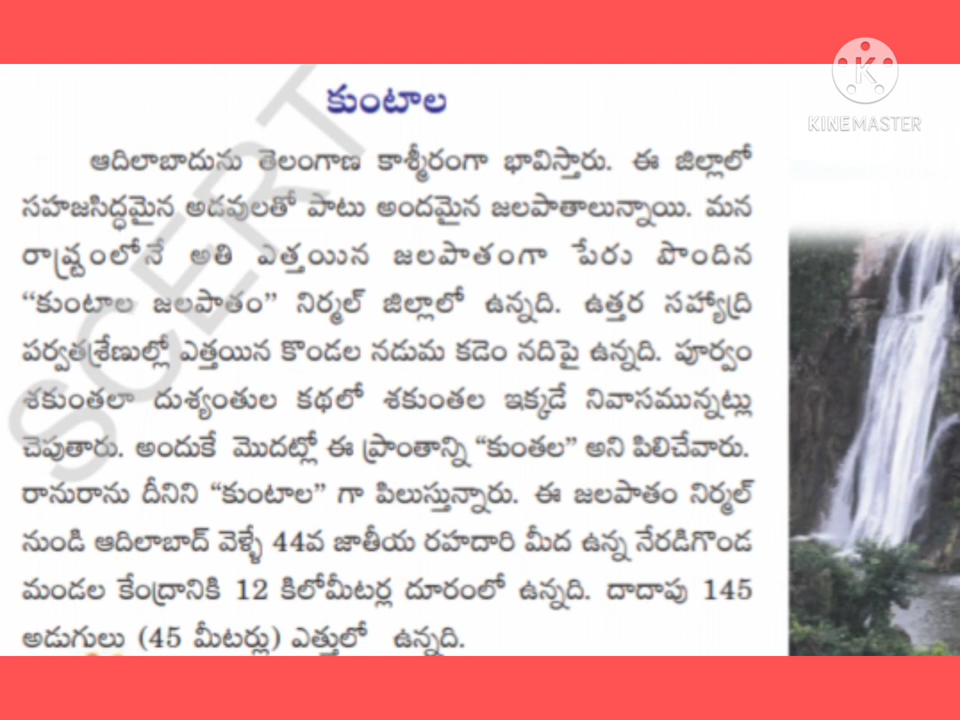 కుంటాల
KINEMASTER
ఆదిలాబాదును తెలంగాణ కాశ్మీరంగా భావిస్తారు. ఈ జిల్లాలో
సహజసిద్ధమైన అడవులతో పాటు అందమైన జలపాతాలున్నాయి. మన
రాష్ట్రంలోనే అతి ఎత్తయిన జలపాతంగా పేరు పొందిన
“కుంటాల జలపాతం” నిర్మల్ జిల్లాలో ఉన్నది. ఉత్తర సహ్యాద్రి
పర్వతశ్రేణుల్లో ఎత్తయిన కొండల నడుమ కడెం నదిపై ఉన్నది. పూర్వం
శకుంతలా దుశ్యంతుల కథలో శకుంతల ఇక్కడే నివాసమున్నట్లు
చెపుతారు. అందుకే మొదట్లో ఈ ప్రాంతాన్ని “కుంతల” అని పిలిచేవారు.
రానురాను దీనిని “కుంటాల” గా పిలుస్తున్నారు. ఈ జలపాతం నిర్మల్
నుండి ఆదిలాబాద్ వెళ్ళే 44వ జాతీయ రహదారి మీద ఉన్న నేరడిగొండ
మండల కేంద్రానికి 12 కిలోమీటర్ల దూరంలో ఉన్నది. దాదాపు 145
అడుగులు (45 మీటర్లు) ఎత్తులో ఉన్నది.
SCERT